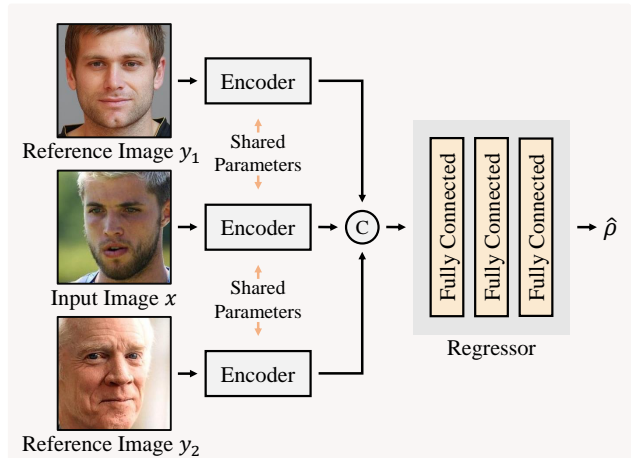 Encoder
Reference Image y₁
Shared
Parameters
Encoder
C
Input Image x
Shared
Parameters
Encoder
Reference Image y₂
Fully Connected
Fully Connected
Fully Connected
Regressor
ρ̂